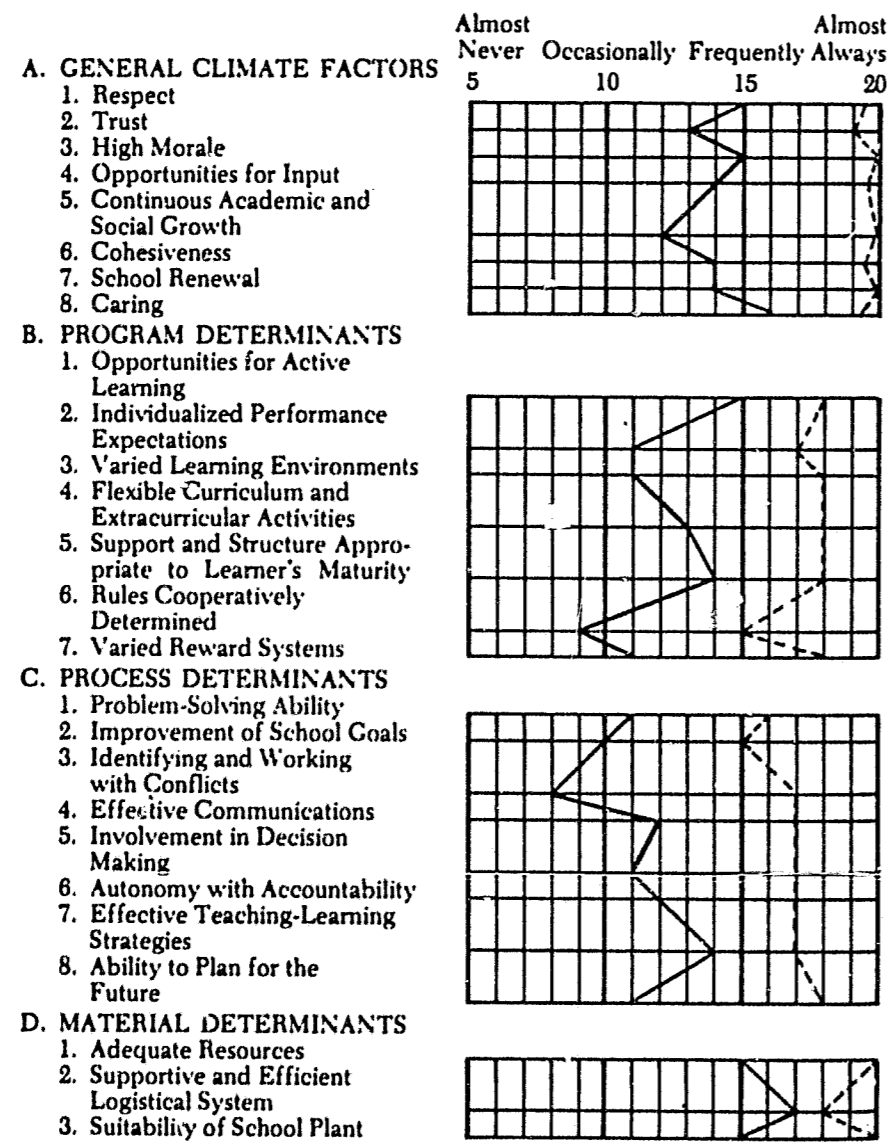 Almost Almost
Never Occasionally Frequently Always
A. GENERAL CLIMATE FACTORS 5 10 15 20
1. Respect
2. Trust
3. High Morale
4. Opportunities for Input
5. Continuous Academic and
Social Growth
6. Cohesiveness
7. School Renewal
8. Caring
B. PROGRAM DETERMINANTS
1. Opportunities for Active
Learning
2. Individualized Performance
Expectations
3. Varied Learning Environments
4. Flexible Curriculum and
Extracurricular Activities
5. Support and Structure Appro-
priate to Learner's Maturity
6. Rules Cooperatively
Determined
7. Varied Reward Systems
C. PROCESS DETERMINANTS
1. Problem-Solving Ability
2. Improvement of School Goals
3. Identifying and Working
with Conflicts
4. Effective Communications
5. Involvement in Decision
Making
6. Autonomy with Accountability
7. Effective Teaching-Learning
Strategies
8. Ability to Plan for the
Future
D. MATERIAL DETERMINANTS
1. Adequate Resources
2. Supportive and Efficient
Logistical System
3. Suitability of School Plant